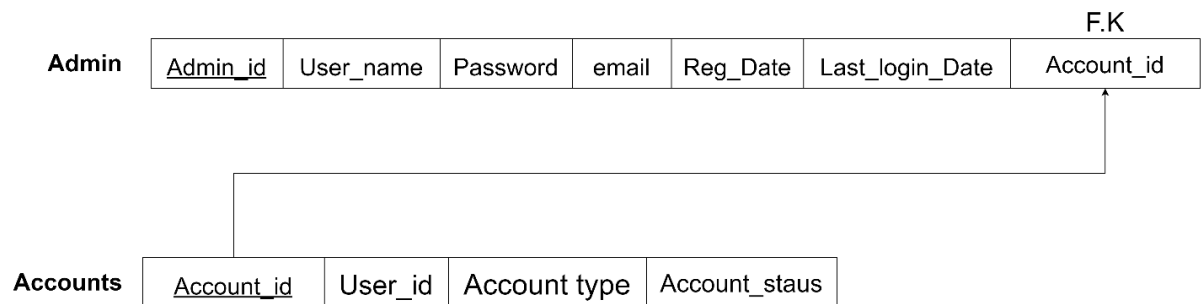 F.K
Admin Admin_id User_name Password email Reg_Date Last_login_Date Account_id
Accounts Account_id User_id Account type Account_staus